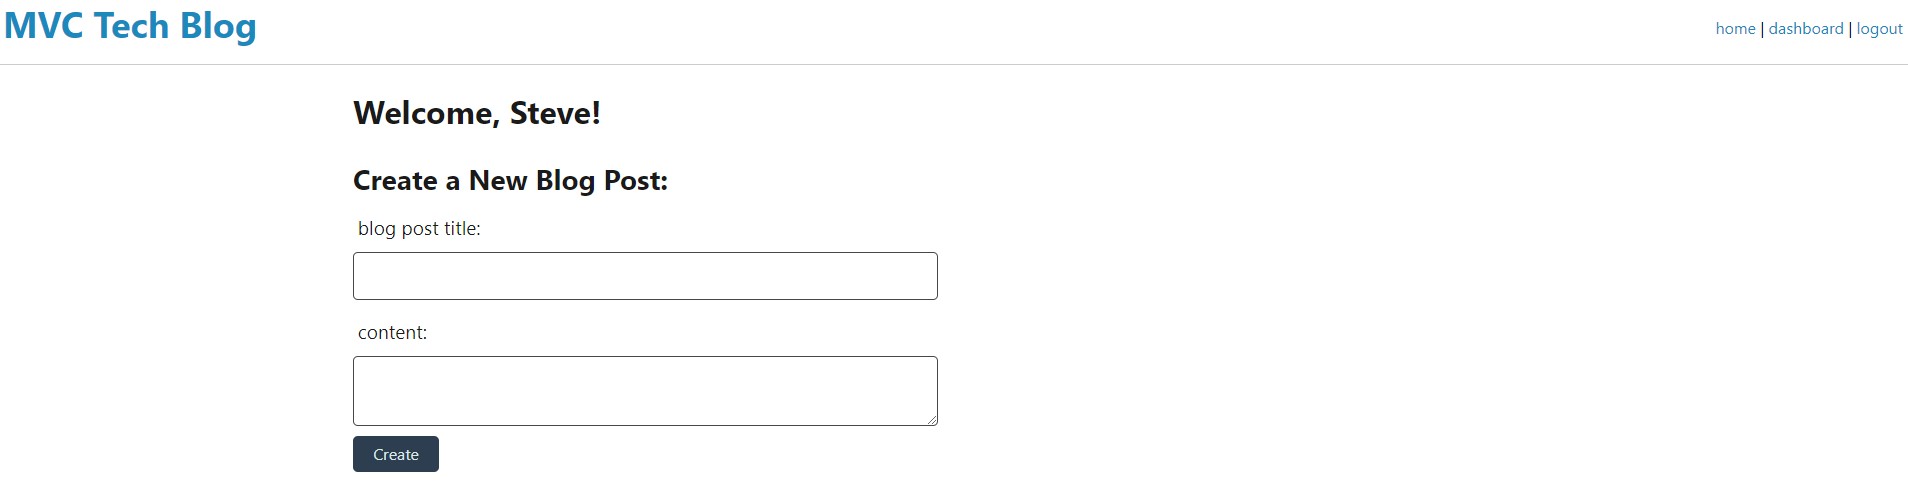 MVC Tech Blog
home | dashboard | logout
Welcome, Steve!
Create a New Blog Post:
blog post title:
content:
Create